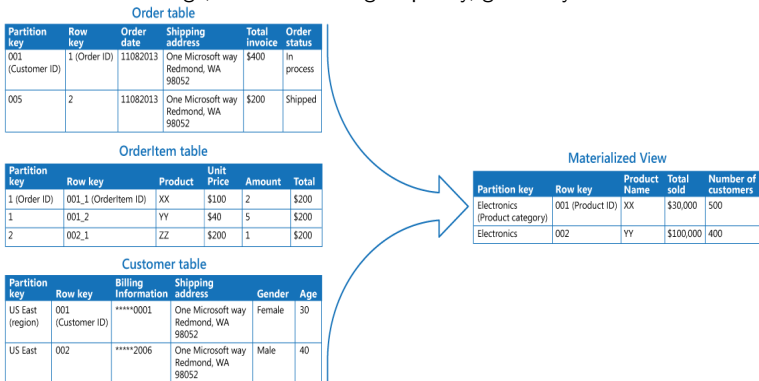 Order table
Partition key Row key Order date Shipping address Total invoice Order status
001 (Customer ID) 1 (Order ID) 11082013 One Microsoft way Redmond, WA 98052 $400 In process
005 2 11082013 One Microsoft way Redmond, WA 98052 $200 Shipped
OrderItem table
Partition key Row key Product Unit Price Amount Total
1 (Order ID) 001_1 (OrderItem ID) XX $100 2 $200
1 001_2 YY $40 5 $200
2 002_1 ZZ $200 1 $200
Customer table
Partition key Row key Billing Information Shipping address Gender Age
US East (region) 001 (Customer ID) *****0001 One Microsoft way Redmond, WA 98052 Female 30
US East 002 *****2006 One Microsoft way Redmond, WA 98052 Male 40
Materialized View
Partition key Row key Product Name Total sold Number of customers
Electronics (Product category) 001 (Product ID) XX $30,000 500
Electronics 002 YY $100,000 400